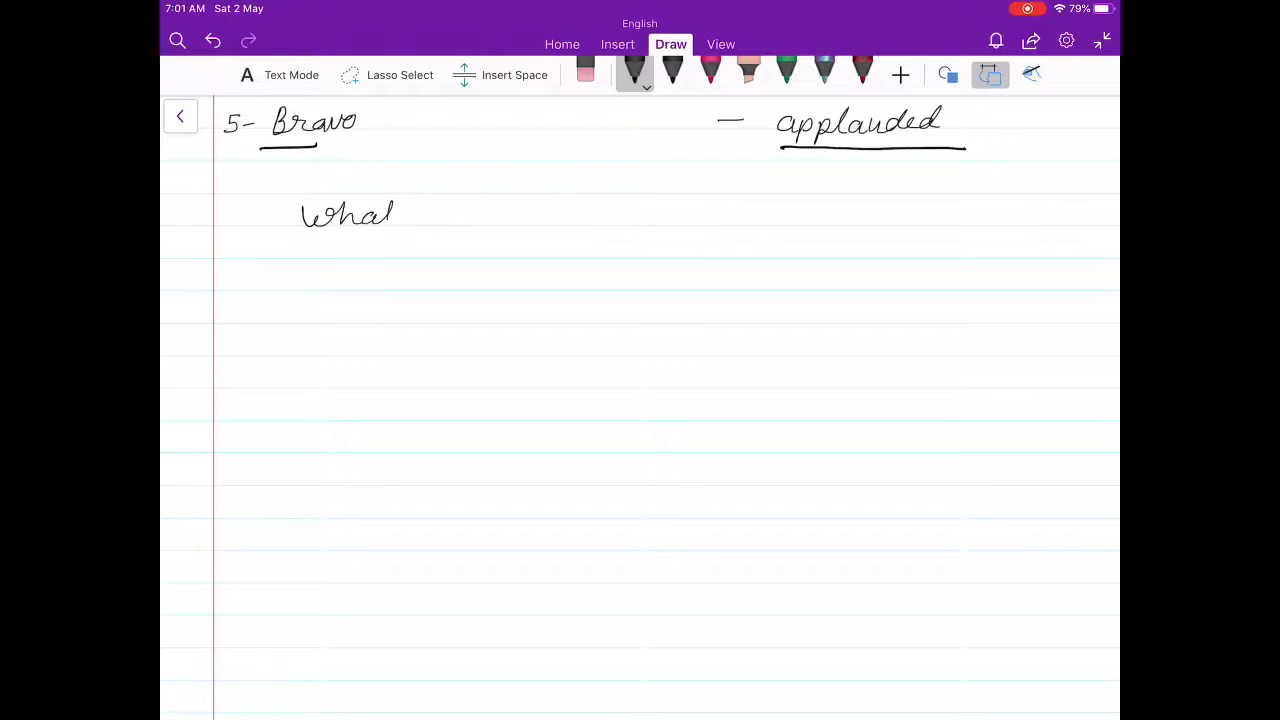 7:01 AM Sat 2 May 79%
English
Home Insert Draw View
A Text Mode Lasso Select Insert Space
5- Bravo - applauded
What